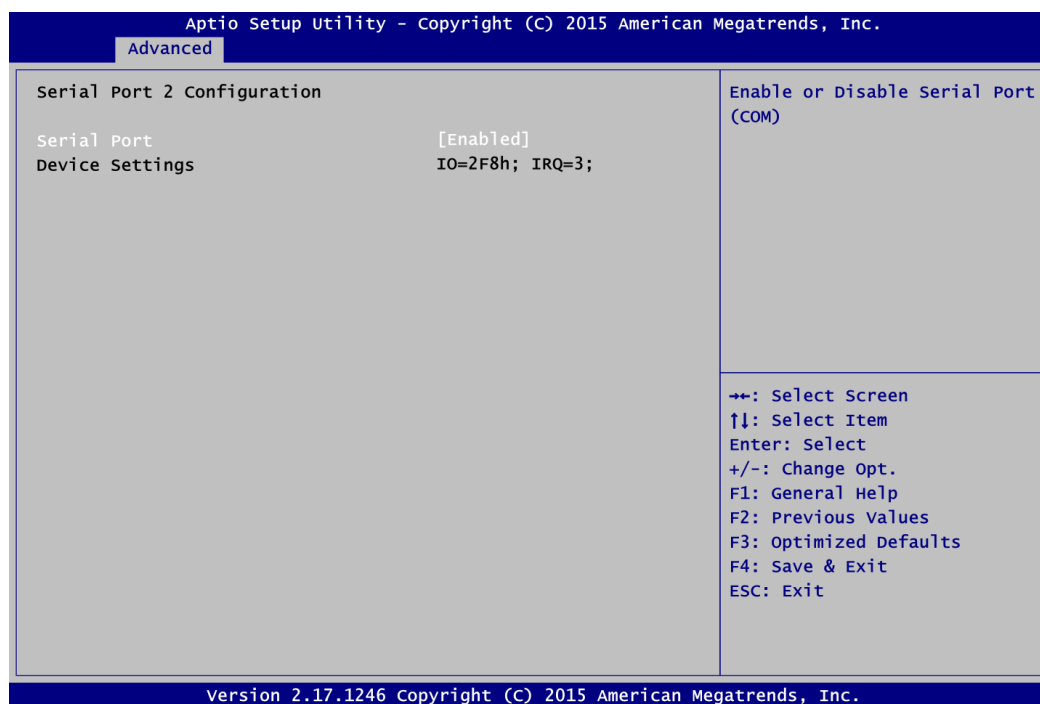 Aptio Setup Utility - Copyright (C) 2015 American Megatrends, Inc.
Advanced
Serial Port 2 Configuration
Serial Port [Enabled]
Device Settings IO=2F8h; IRQ=3;
Enable or Disable Serial Port
(COM)
→←: Select Screen
↑↓: Select Item
Enter: Select
+/-: Change Opt.
F1: General Help
F2: Previous Values
F3: Optimized Defaults
F4: Save & Exit
ESC: Exit
Version 2.17.1246 Copyright (C) 2015 American Megatrends, Inc.